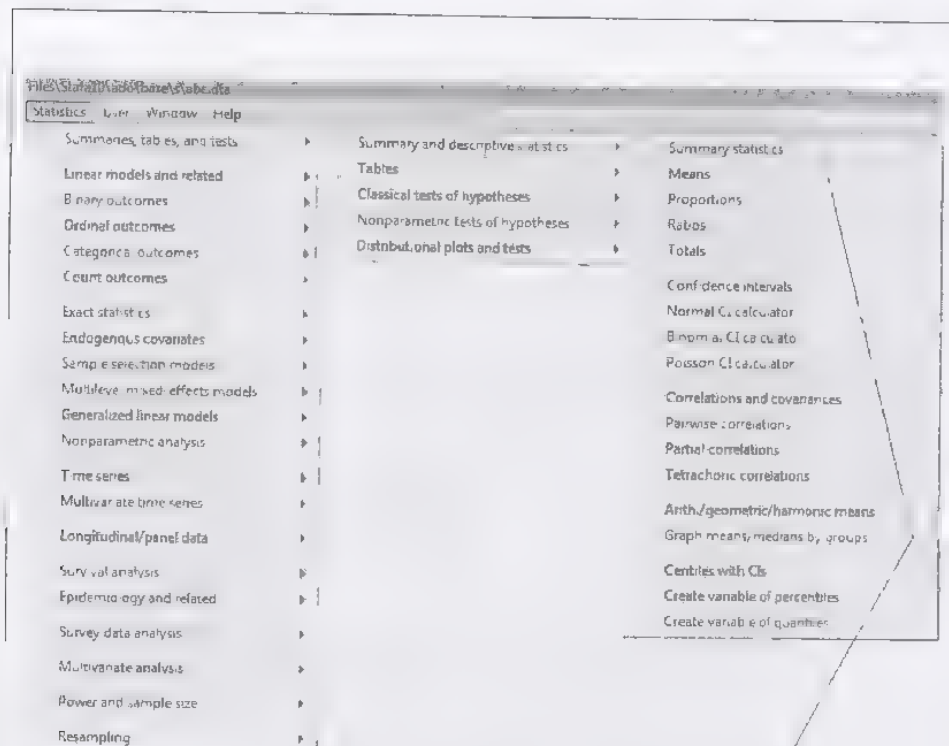 Files\Stata10\ado\base\s\abc.dta
Statistics User Window Help
Summaries, tables, and tests
Linear models and related
Binary outcomes
Ordinal outcomes
Categorical outcomes
Count outcomes
Exact statistics
Endogenous covariates
Sample selection models
Multilevel mixed-effects models
Generalized linear models
Nonparametric analysis
Time series
Multivariate time series
Longitudinal/panel data
Survival analysis
Epidemiology and related
Survey data analysis
Multivariate analysis
Power and sample size
Resampling
Summary and descriptive statistics
Tables
Classical tests of hypotheses
Nonparametric tests of hypotheses
Distributional plots and tests
Summary statistics
Means
Proportions
Ratios
Totals
Confidence intervals
Normal CI calculator
Binomial CI calculator
Poisson CI calculator
Correlations and covariances
Pairwise correlations
Partial correlations
Tetrachoric correlations
Arith./geometric/harmonic means
Graph means/medians by groups
Centiles with CIs
Create variable of percentiles
Create variable of quantiles